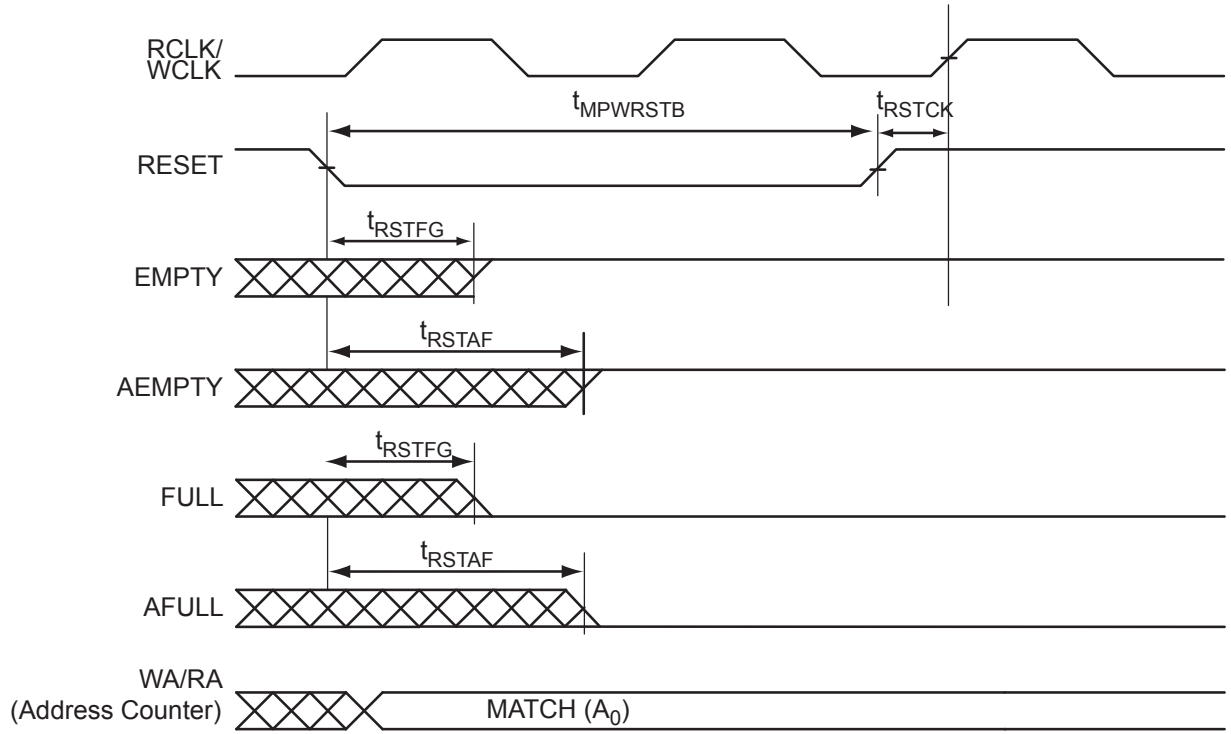 RCLK/
WCLK
tMPWRSTB
tRSTCK
RESET
tRSTFG
EMPTY
tRSTAF
AEMPTY
tRSTFG
FULL
tRSTAF
AFULL
WA/RA
(Address Counter)
MATCH (A0)